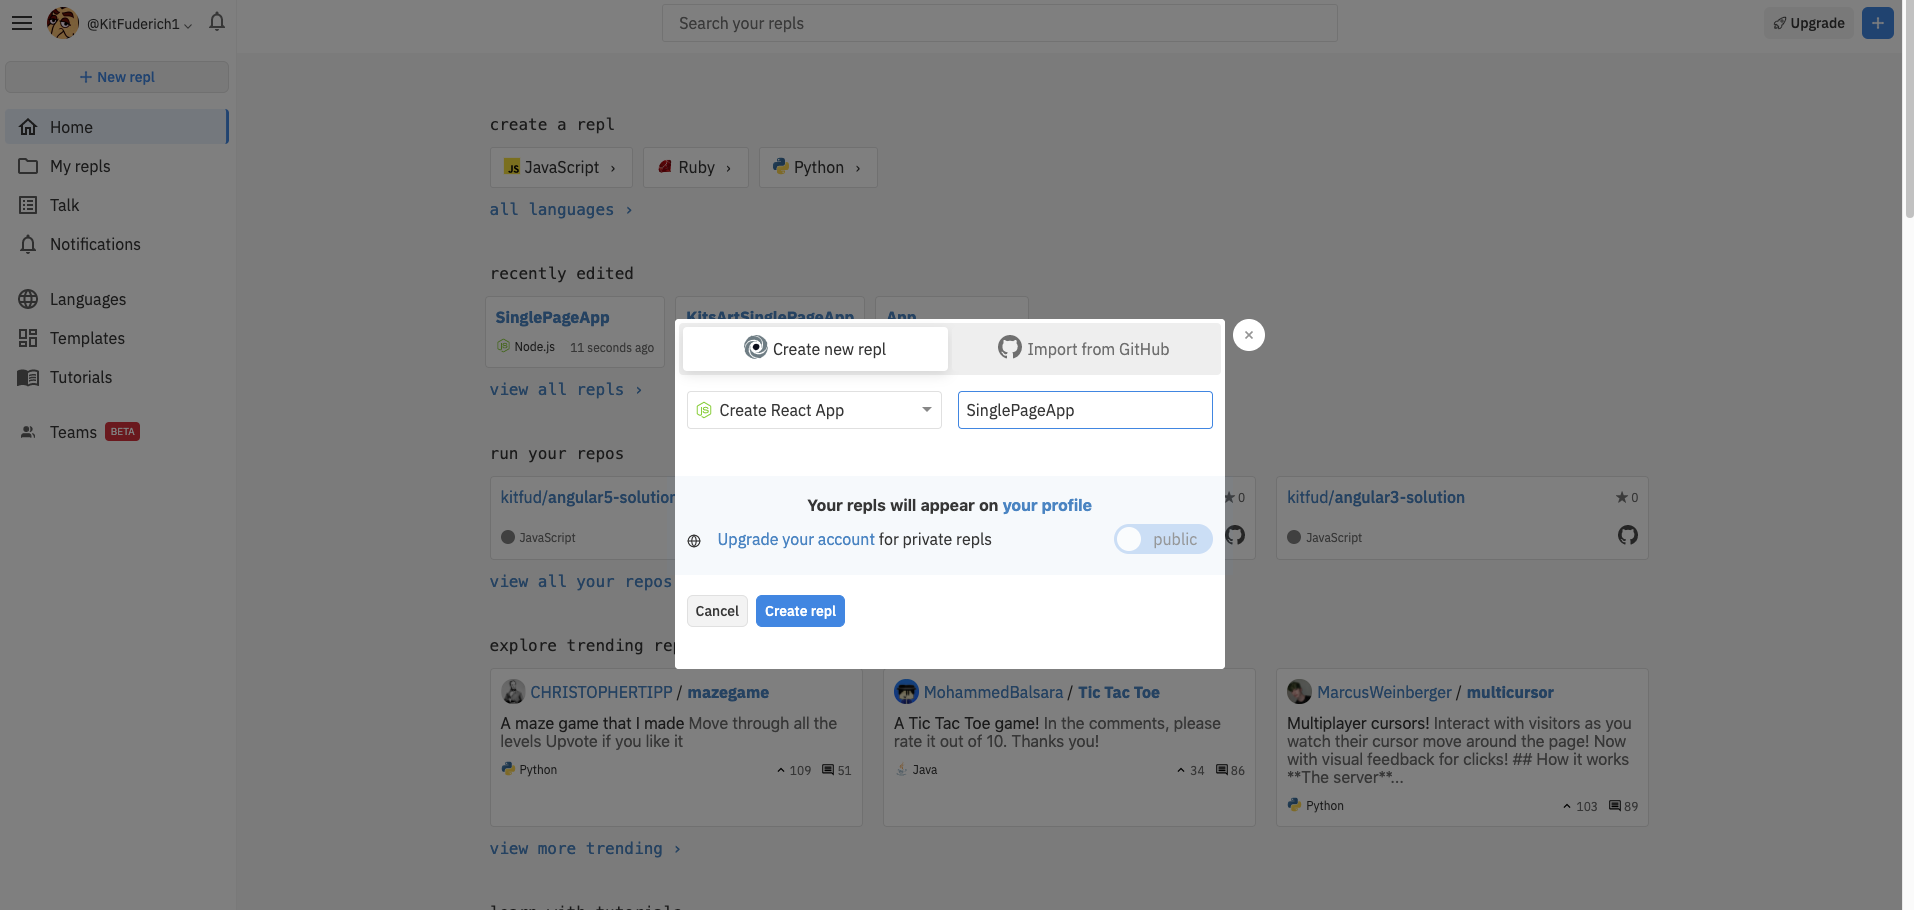 @KitFuderich1
Search your repls
Upgrade
+ New repl
Home
My repls
Talk
Notifications
Languages
Templates
Tutorials
Teams BETA
create a repl
JS JavaScript ›
Ruby ›
Python ›
all languages ›
recently edited
SinglePageApp
Node.js 11 seconds ago
KitsArtSinglePageApp
App
view all repls ›
Create new repl
Import from GitHub
Create React App
SinglePageApp
Your repls will appear on your profile
Upgrade your account for private repls
public
Cancel
Create repl
run your repos
kitfud/angular5-solution
JavaScript
0
kitfud/angular3-solution
0
JavaScript
view all your repos
explore trending rep
CHRISTOPHERTIPP / mazegame
A maze game that I made Move through all the
levels Upvote if you like it
Python
109 51
MohammedBalsara / Tic Tac Toe
A Tic Tac Toe game! In the comments, please
rate it out of 10. Thanks you!
Java
34 86
MarcusWeinberger / multicursor
Multiplayer cursors! Interact with visitors as you
watch their cursor move around the page! Now
with visual feedback for clicks! ## How it works
**The server**...
Python
103 89
view more trending ›
learn with tutorials